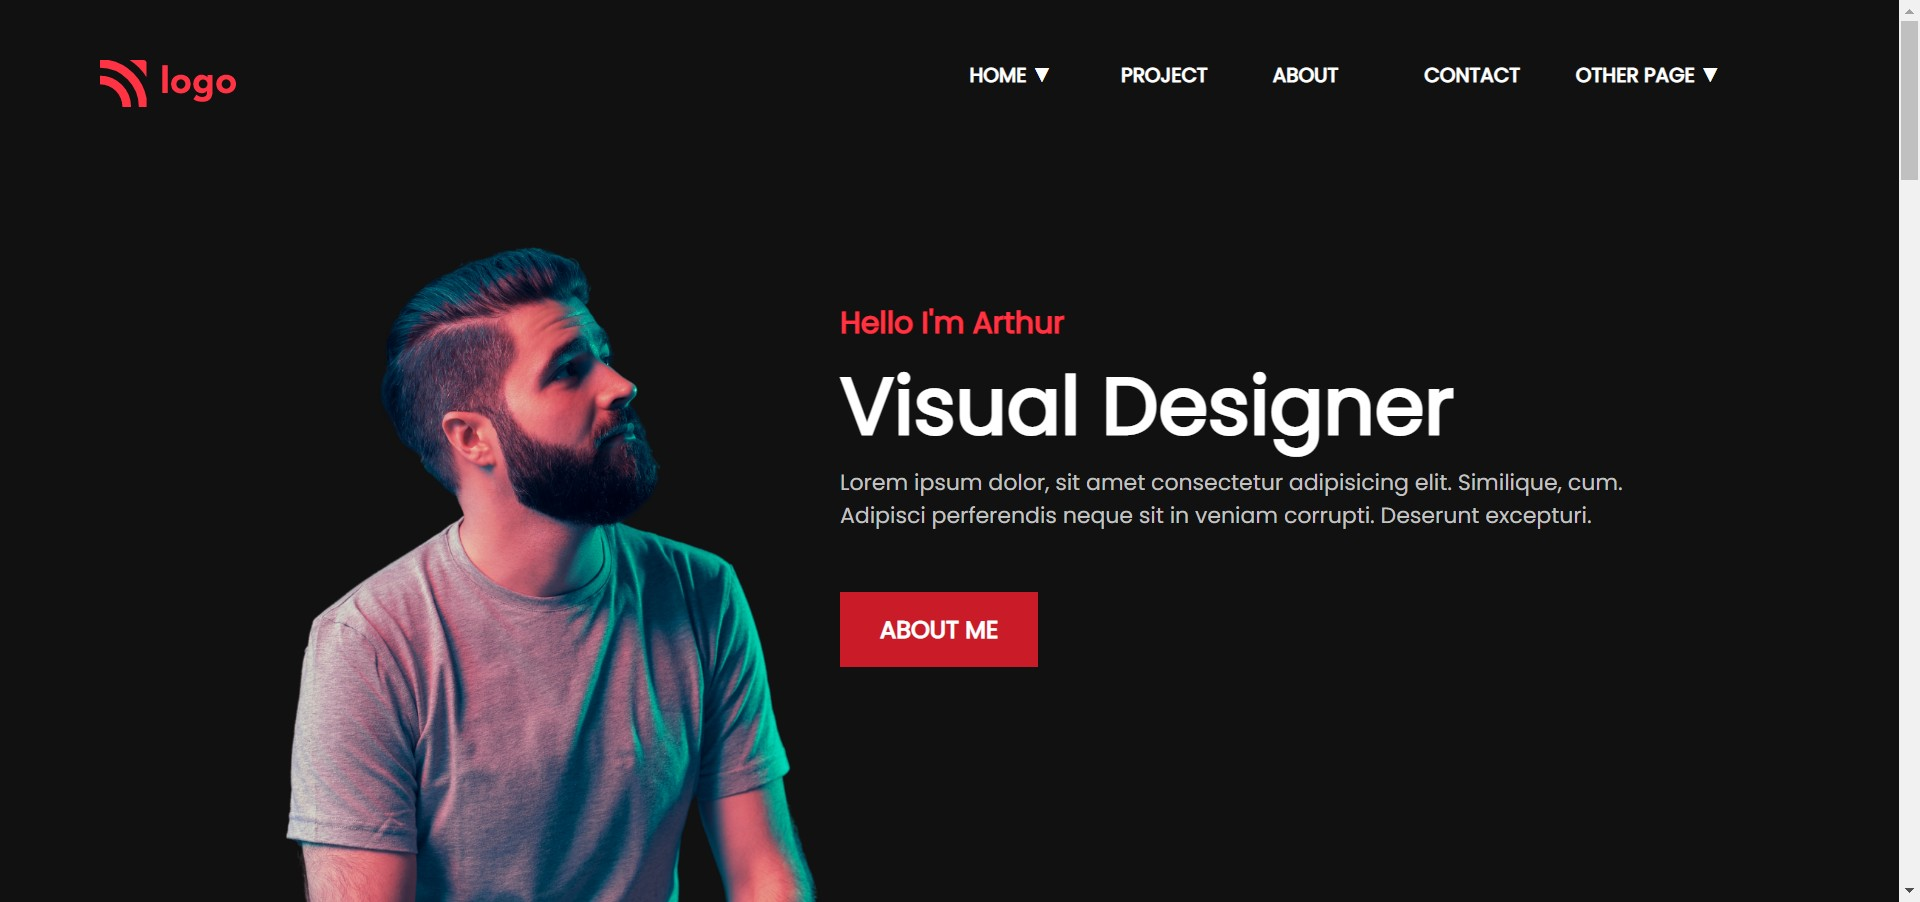 logo
HOME ▼ PROJECT ABOUT CONTACT OTHER PAGE ▼
Hello I'm Arthur
Visual Designer
Lorem ipsum dolor, sit amet consectetur adipisicing elit. Similique, cum.
Adipisci perferendis neque sit in veniam corrupti. Deserunt excepturi.
ABOUT ME